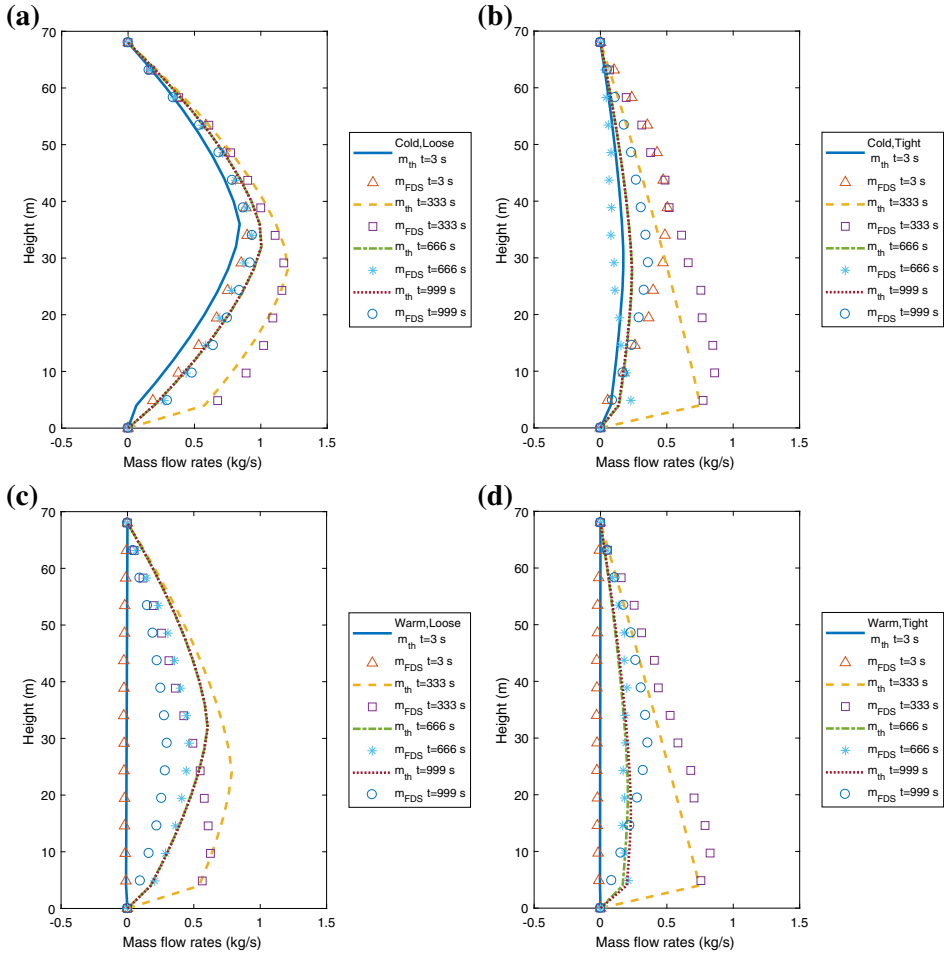 (a)
70
60
50
40
30
20
10
0
-0.5
0
0.5
1
1.5
Height (m)
Mass flow rates (kg/s)
Cold,Loose
m_th t=3 s
m_FDS t=3 s
m_th t=333 s
m_FDS t=333 s
m_th t=666 s
m_FDS t=666 s
m_th t=999 s
m_FDS t=999 s
(b)
70
60
50
40
30
20
10
0
-0.5
0
0.5
1
1.5
Height (m)
Mass flow rates (kg/s)
Cold,Tight
m_th t=3 s
m_FDS t=3 s
m_th t=333 s
m_FDS t=333 s
m_th t=666 s
m_FDS t=666 s
m_th t=999 s
m_FDS t=999 s
(c)
70
60
50
40
30
20
10
0
-0.5
0
0.5
1
1.5
Height (m)
Mass flow rates (kg/s)
Warm,Loose
m_th t=3 s
m_FDS t=3 s
m_th t=333 s
m_FDS t=333 s
m_th t=666 s
m_FDS t=666 s
m_th t=999 s
m_FDS t=999 s
(d)
70
60
50
40
30
20
10
0
-0.5
0
0.5
1
1.5
Height (m)
Mass flow rates (kg/s)
Warm,Tight
m_th t=3 s
m_FDS t=3 s
m_th t=333 s
m_FDS t=333 s
m_th t=666 s
m_FDS t=666 s
m_th t=999 s
m_FDS t=999 s